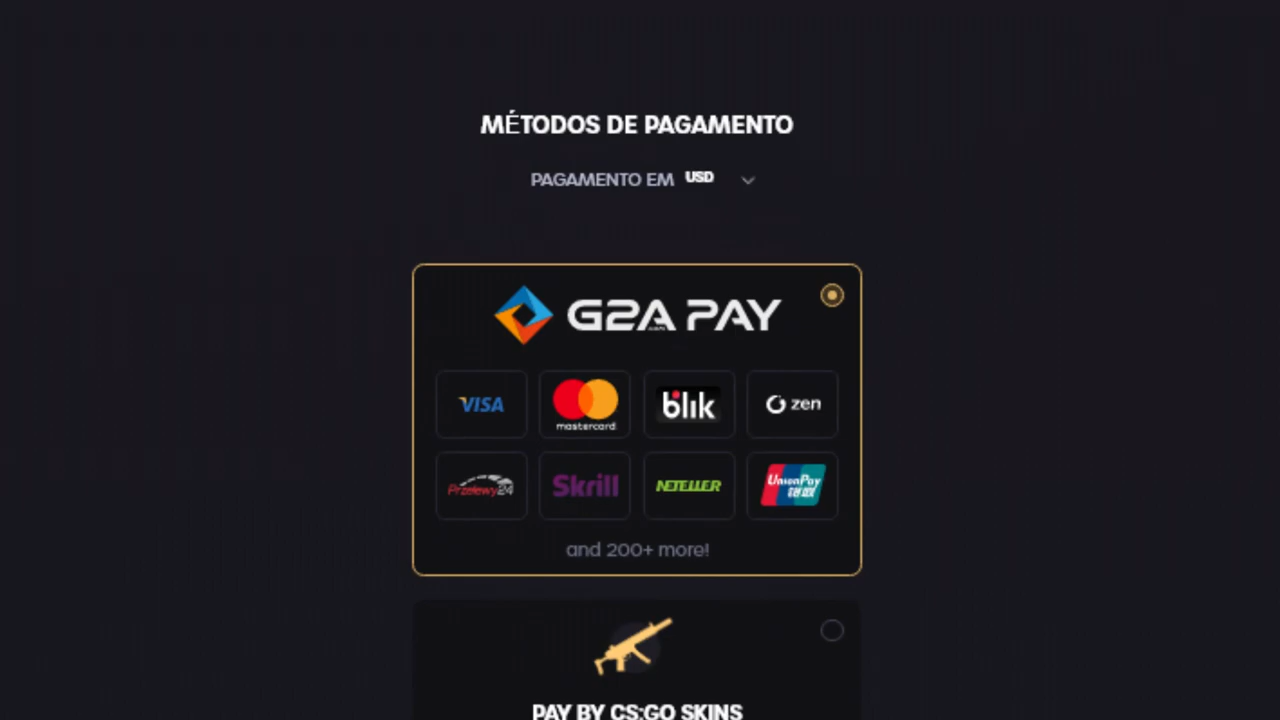 MÉTODOS DE PAGAMENTO
PAGAMENTO EM USD
G2A PAY
VISA mastercard blik zen
Przelewy24 Skrill NETELLER UnionPay
and 200+ more!
PAY BY CS:GO SKINS